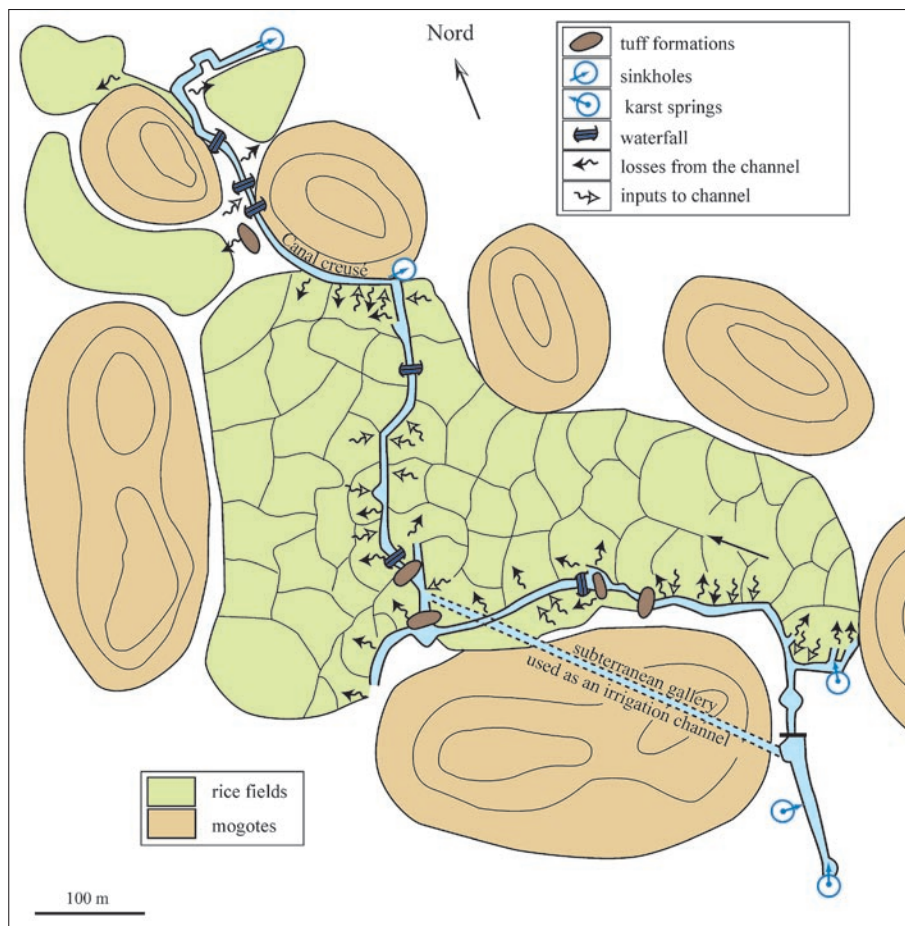 Nord
tuff formations
sinkholes
karst springs
waterfall
losses from the channel
inputs to channel
Canal creusé
subterranean gallery
used as an irrigation channel
rice fields
mogotes
100 m